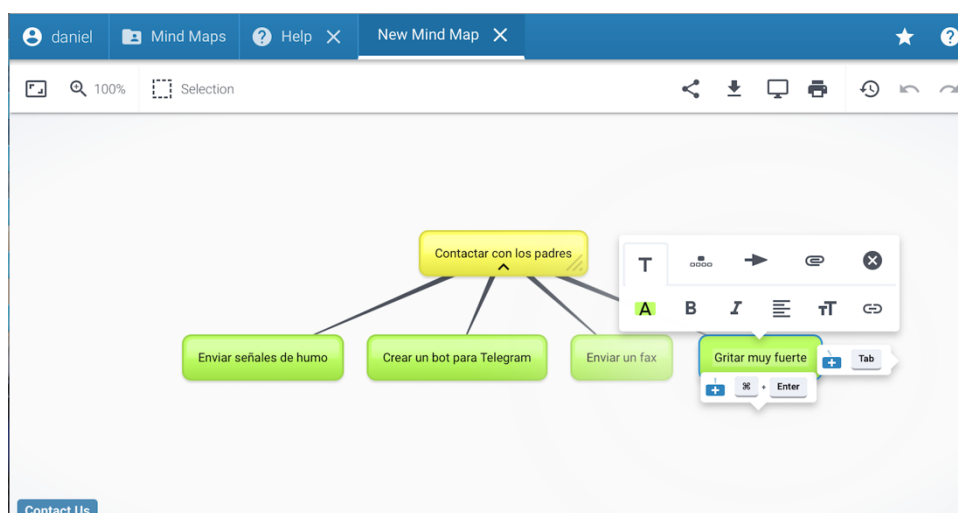 daniel
Mind Maps
Help
New Mind Map
100%
Selection
Contactar con los padres
T
A B I TT
Enviar señales de humo
Crear un bot para Telegram
Enviar un fax
Gritar muy fuerte
Tab
⌘ + Enter
Contact Us